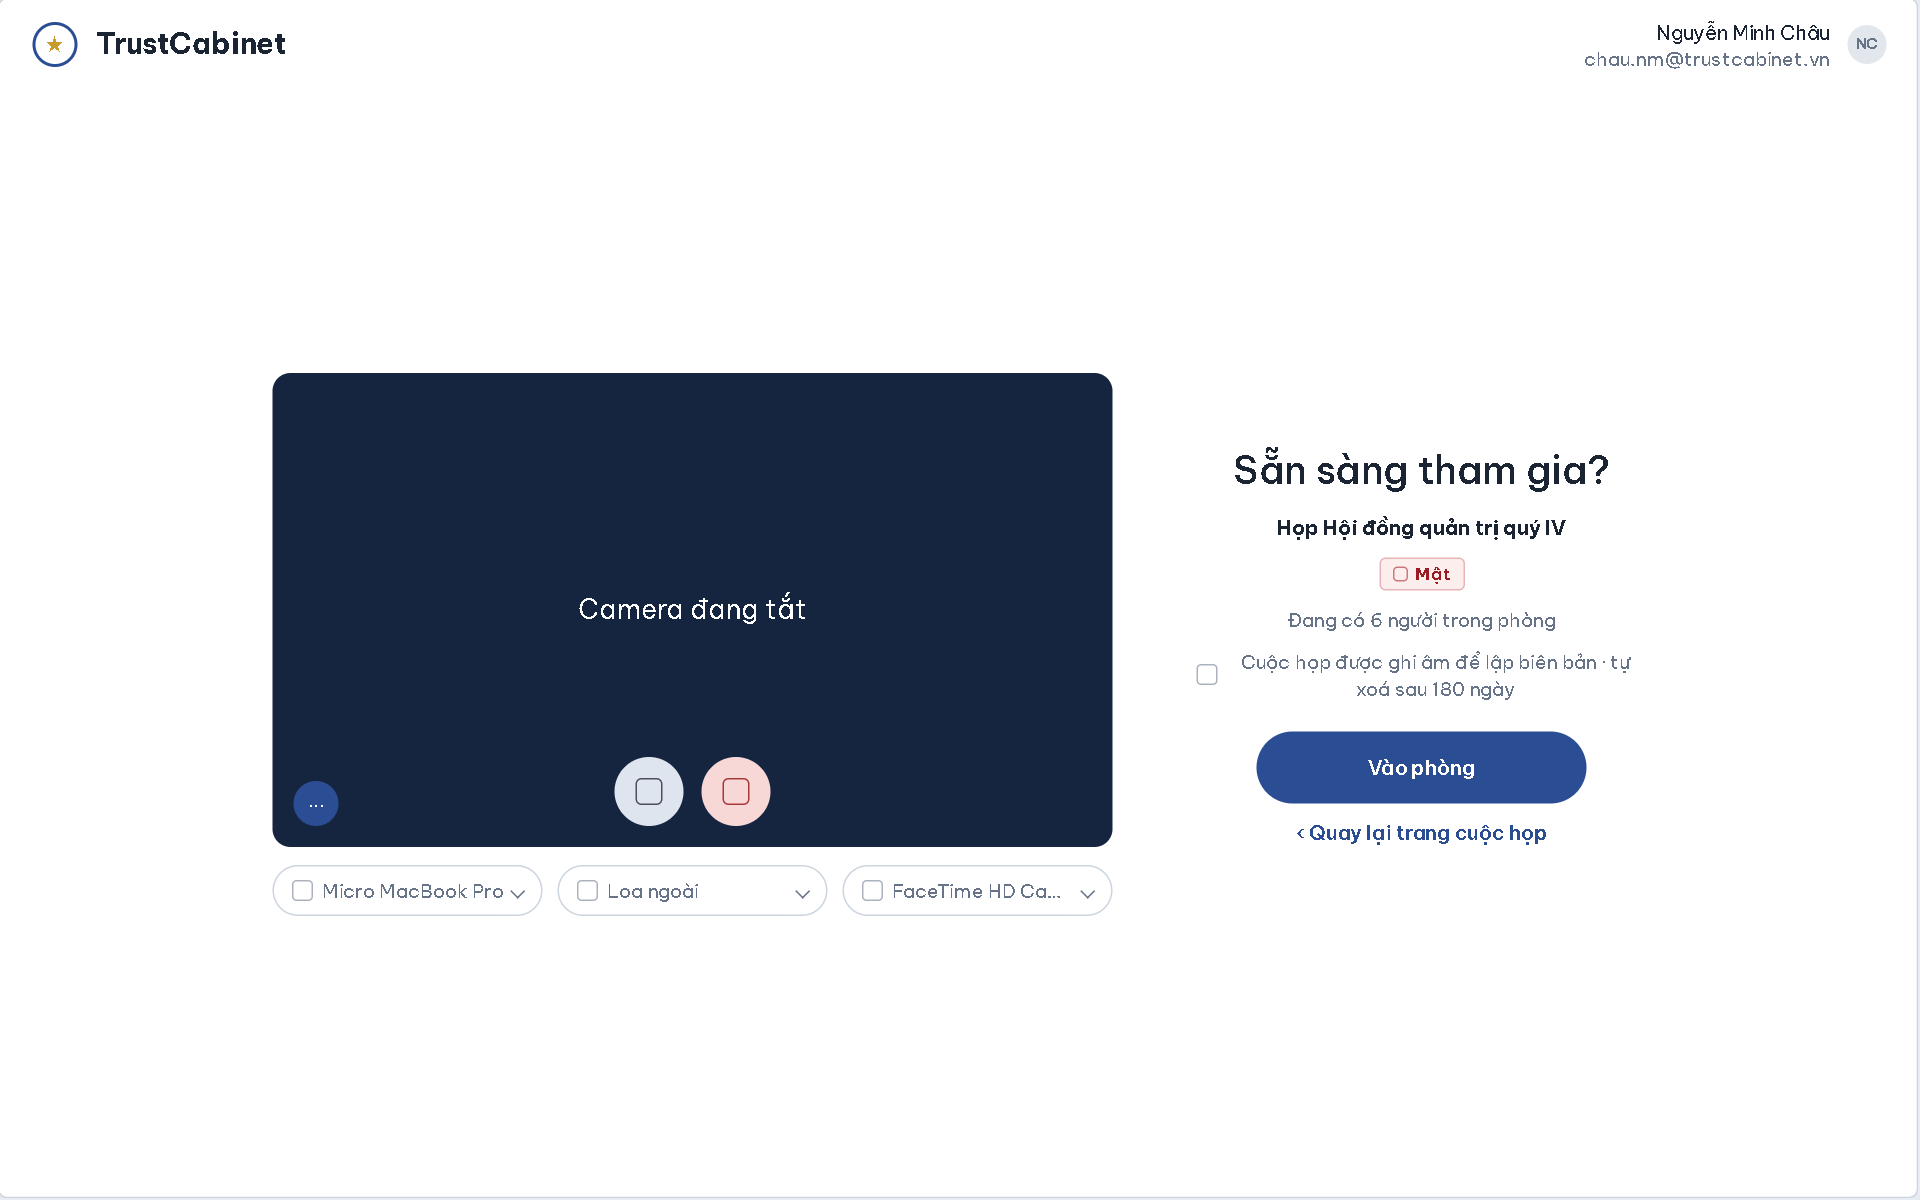 TrustCabinet
Nguyễn Minh Châu
chau.nm@trustcabinet.vn
NC
Camera đang tắt
...
Micro MacBook Pro
Loa ngoài
FaceTime HD Ca...
Sẵn sàng tham gia?
Họp Hội đồng quản trị quý IV
Mật
Đang có 6 người trong phòng
Cuộc họp được ghi âm để lập biên bản · tự
xoá sau 180 ngày
Vào phòng
‹ Quay lại trang cuộc họp